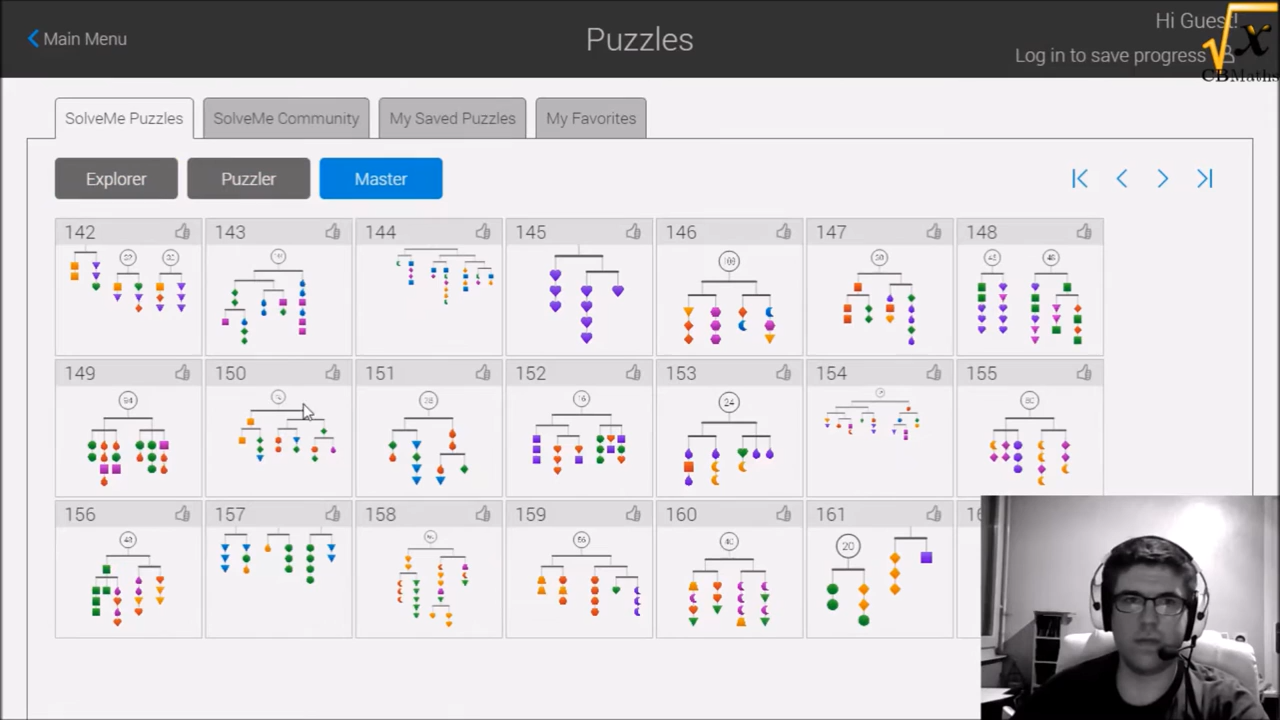 Main Menu
Puzzles
Hi Guest!
Log in to save progress
CBMaths
SolveMe Puzzles
SolveMe Community
My Saved Puzzles
My Favorites
Explorer
Puzzler
Master
142 143 144 145 146 147 148
100
149 150 151 152 153 154 155
24
156 157 158 159 160 161
20